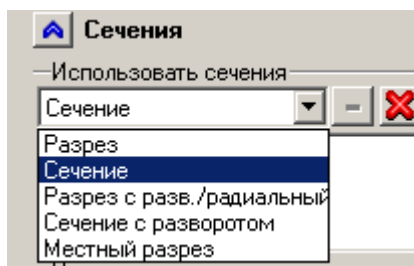 Сечения
Использовать сечения
Сечение
Разрез
Сечение
Разрез с разв./радиальный
Сечение с разворотом
Местный разрез